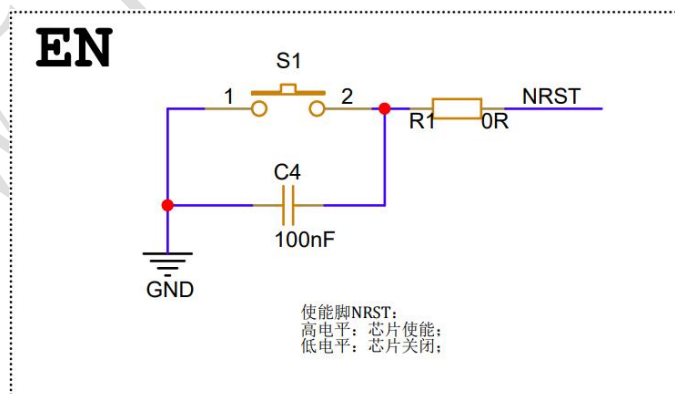 EN
S1
1
2
NRST
R1
0R
C4
100nF
GND
使能脚NRST：
高电平：芯片使能；
低电平：芯片关闭；